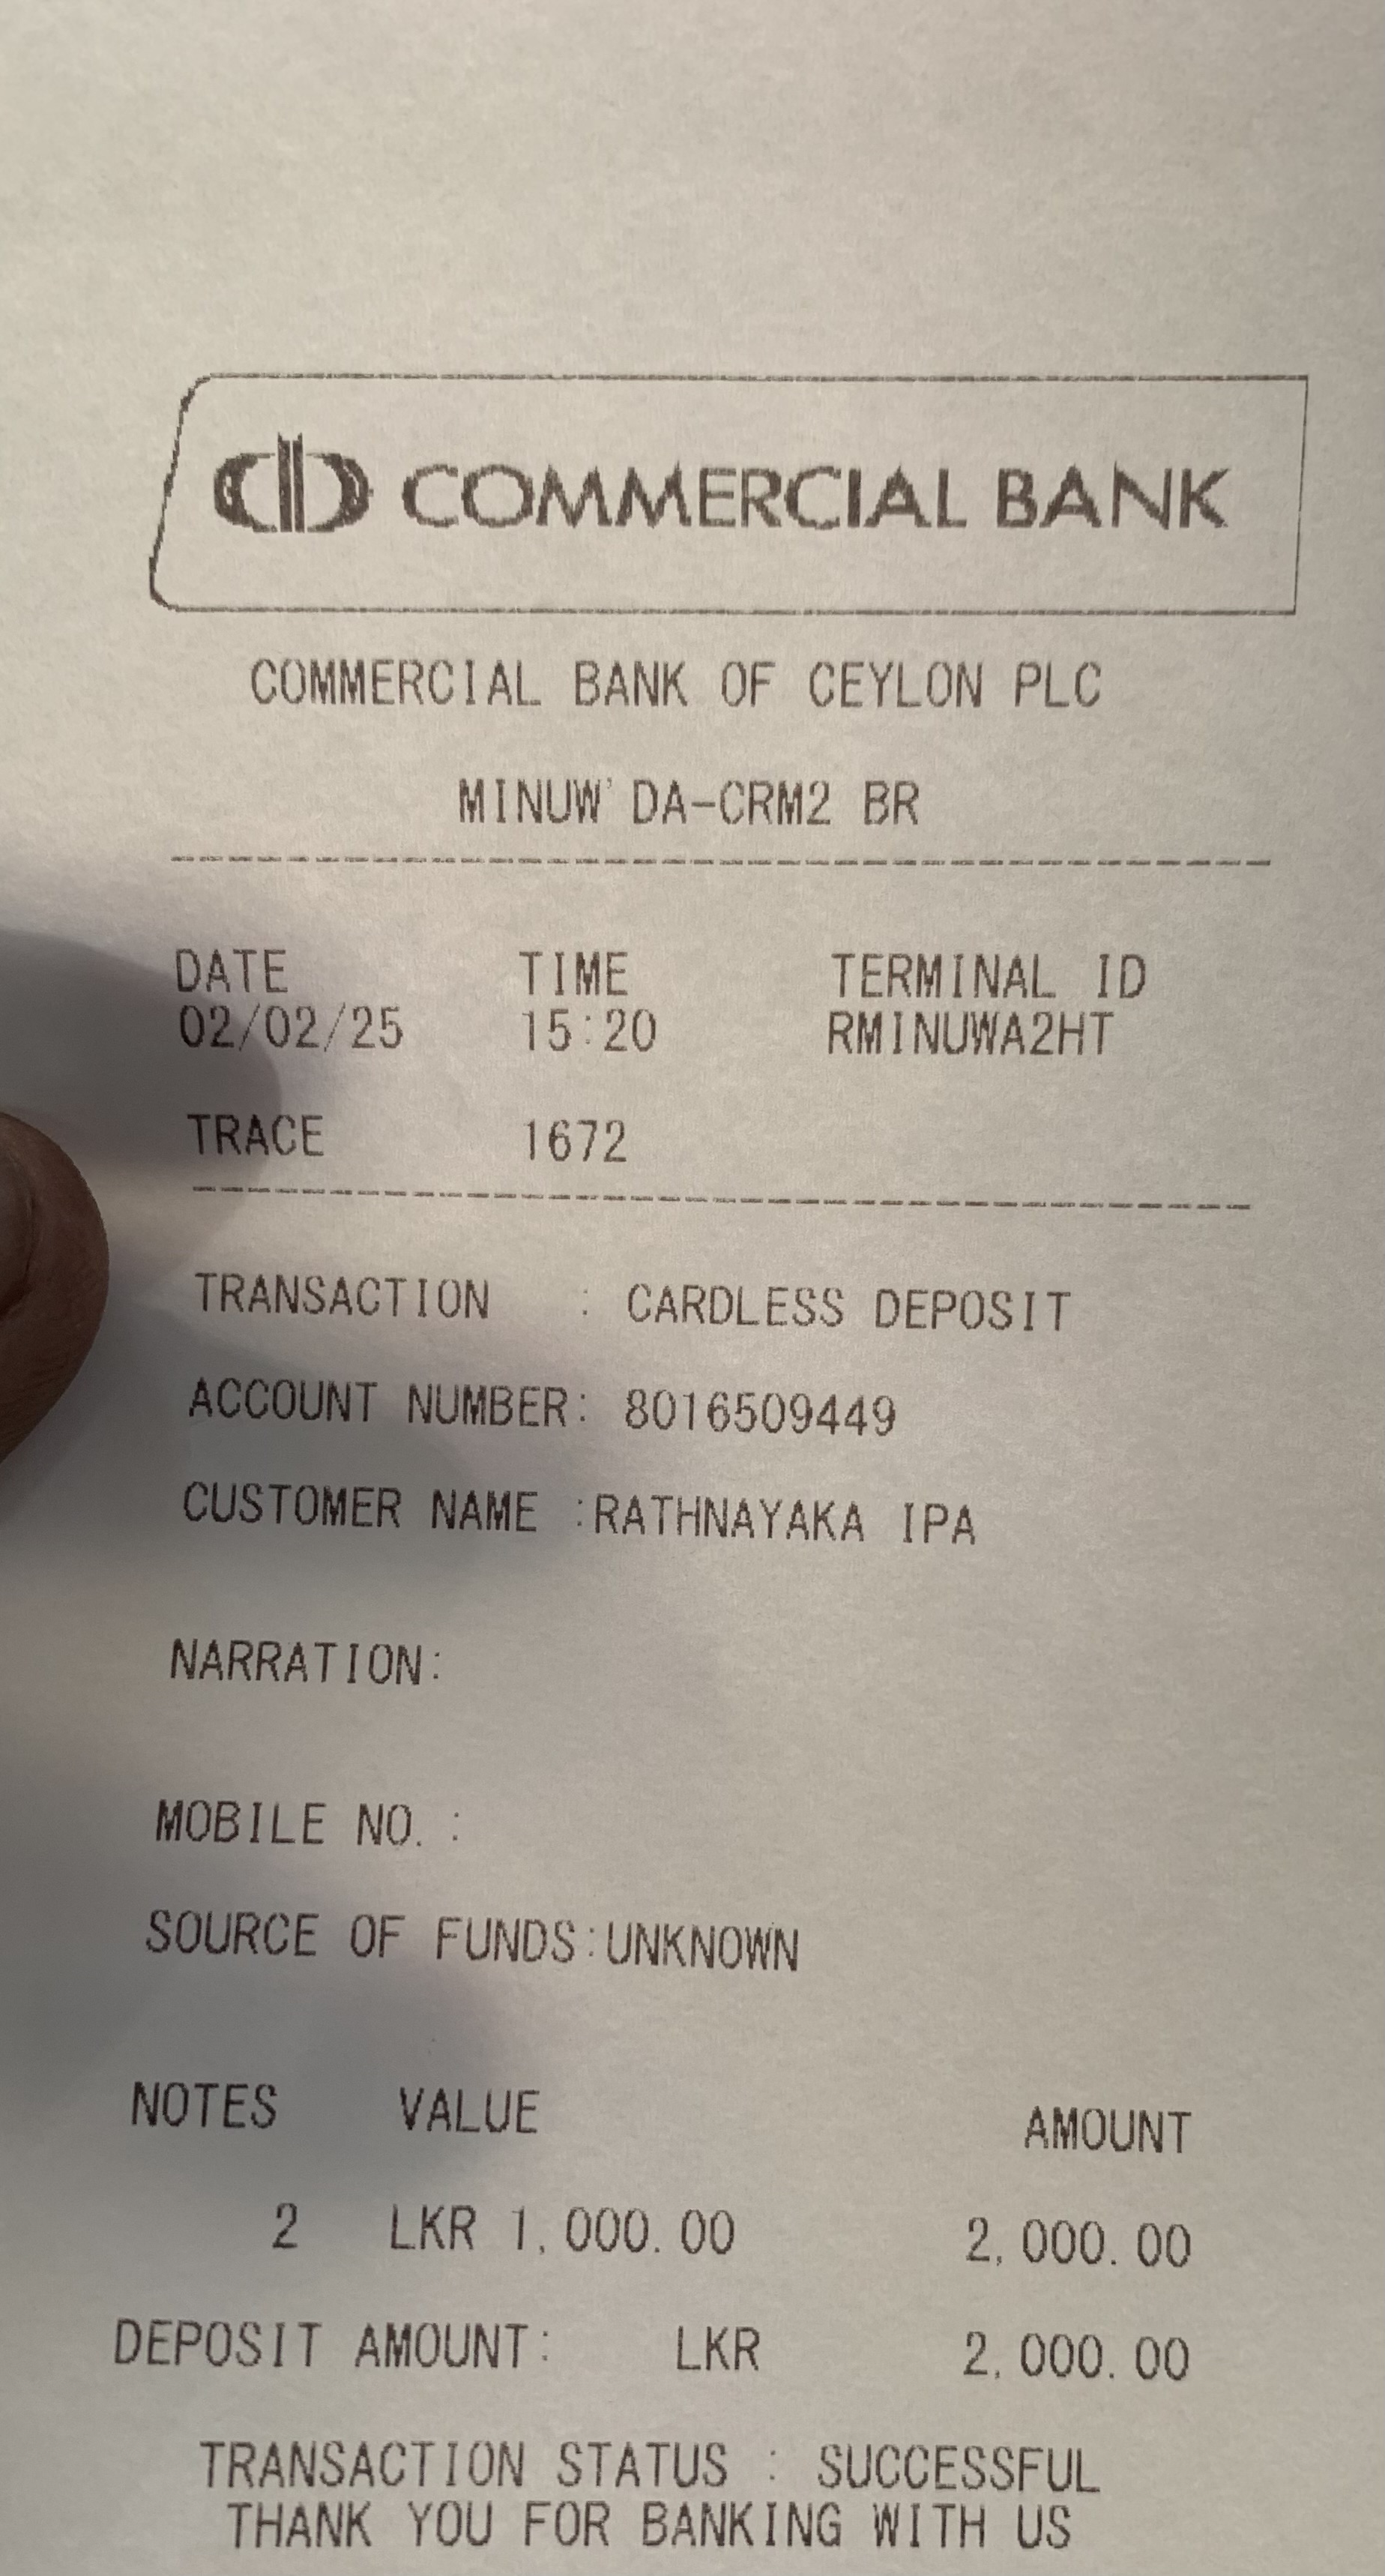 COMMERCIAL BANK
COMMERCIAL BANK OF CEYLON PLC
MINUW'DA-CRM2 BR
DATE TIME TERMINAL ID
02/02/25 15:20 RMINUWA2HT
TRACE 1672
TRANSACTION : CARDLESS DEPOSIT
ACCOUNT NUMBER: 8016509449
CUSTOMER NAME :RATHNAYAKA IPA
NARRATION:
MOBILE NO. :
SOURCE OF FUNDS:UNKNOWN
NOTES VALUE AMOUNT
2 LKR 1,000.00 2,000.00
DEPOSIT AMOUNT: LKR 2,000.00
TRANSACTION STATUS : SUCCESSFUL
THANK YOU FOR BANKING WITH US